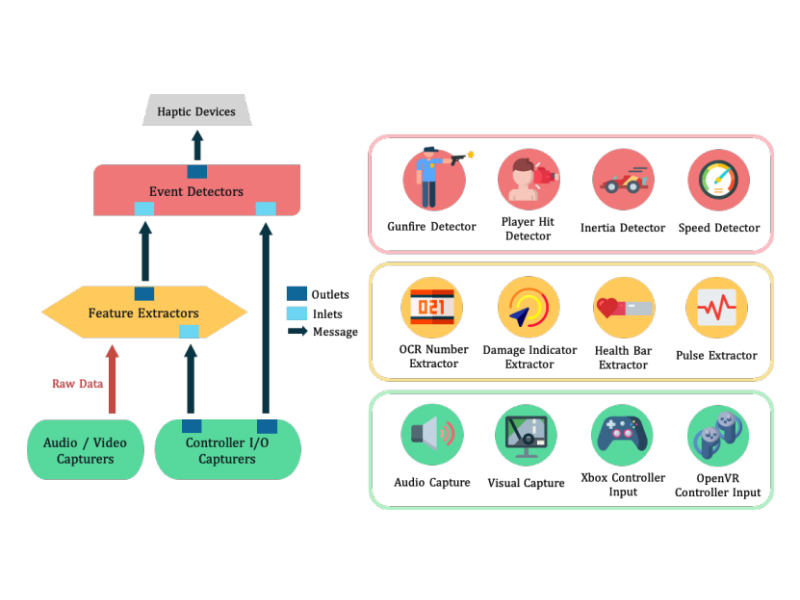 Haptic Devices
Event Detectors
Feature Extractors
Outlets
Inlets
Message
Raw Data
Audio / Video
Capturers
Controller I/O
Capturers
Gunfire Detector
Player Hit
Detector
Inertia Detector
Speed Detector
021
OCR Number
Extractor
Damage Indicator
Extractor
Health Bar
Extractor
Pulse Extractor
Audio Capture
Visual Capture
Xbox Controller
Input
OpenVR
Controller Input